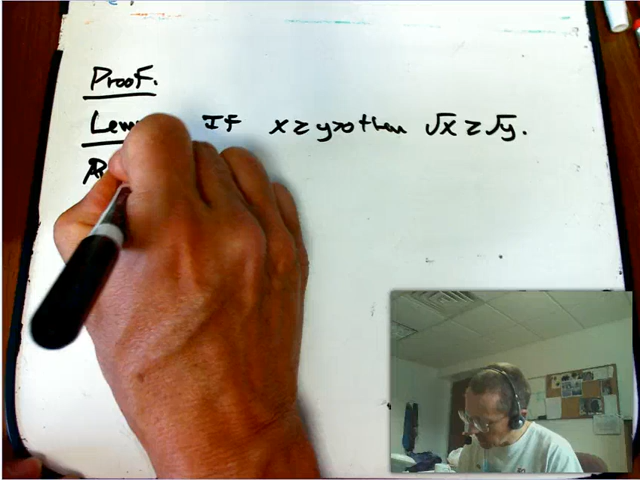 Proof.
If x ≥ y>0 then √x ≥ √y.